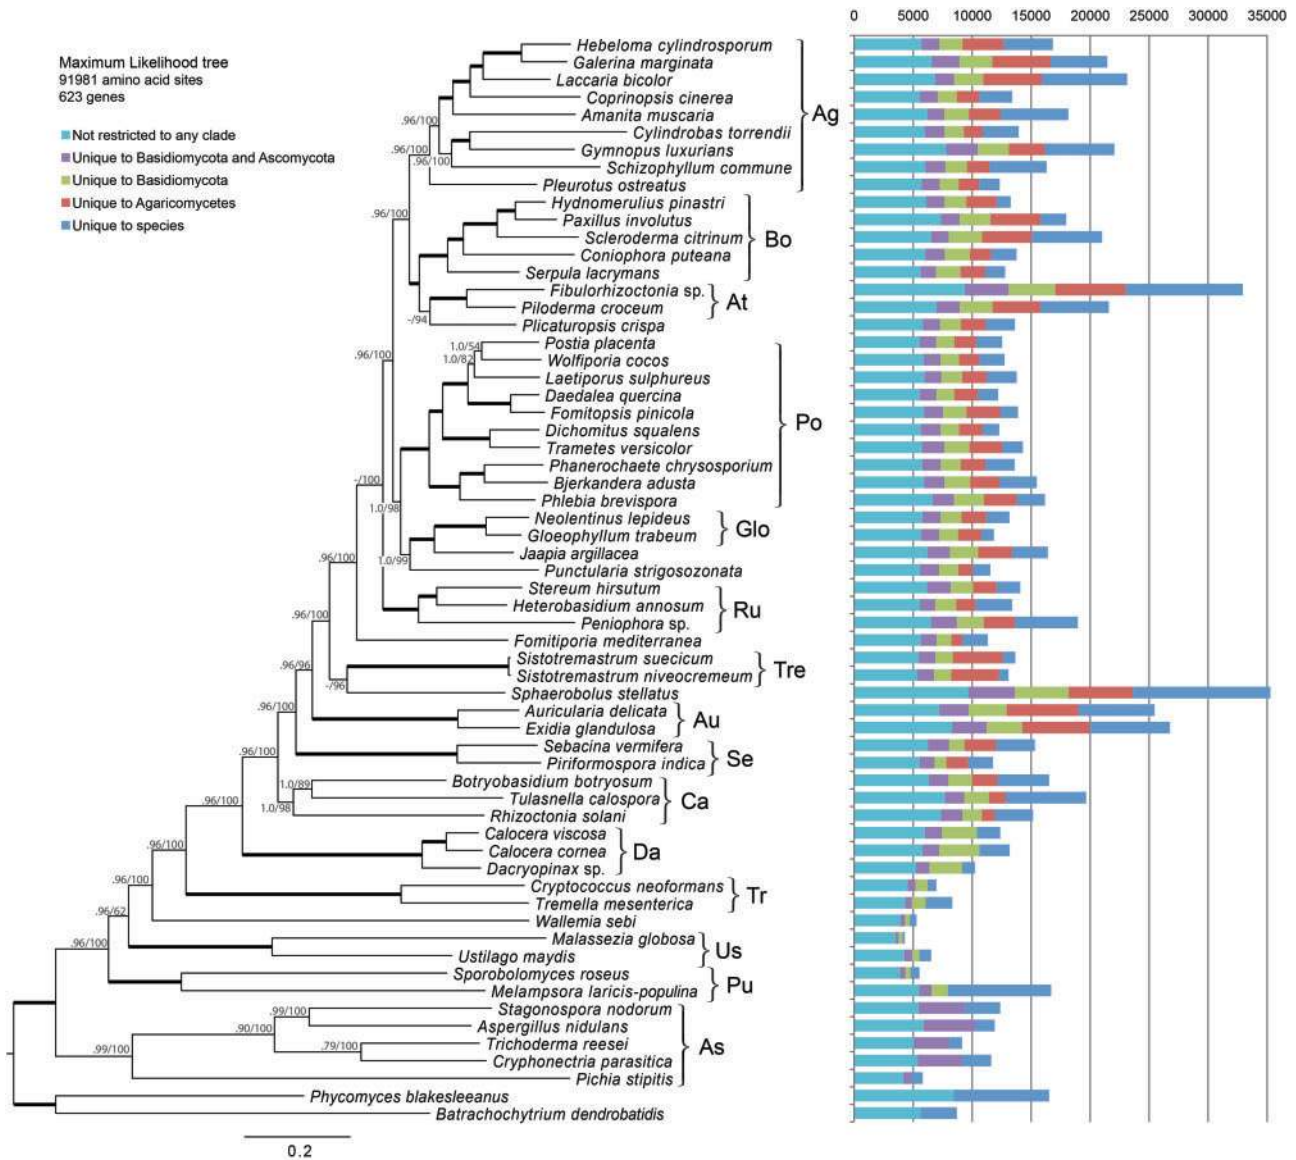 0 5000 10000 15000 20000 25000 30000 35000
Maximum Likelihood tree
91981 amino acid sites
623 genes
Not restricted to any clade
Unique to Basidiomycota and Ascomycota
Unique to Basidiomycota
Unique to Agaricomycetes
Unique to species
Hebeloma cylindrosporum
Galerina marginata
Laccaria bicolor
Coprinopsis cinerea
Amanita muscaria
Ag
.96/100
Cylindrobas torrendii
Gymnopus luxurians
.96/100
.96/100
Schizophyllum commune
Pleurotus ostreatus
Hydnomerulius pinastri
.96/100
Paxillus involutus
Scleroderma citrinum
Bo
Coniophora puteana
Serpula lacrymans
Fibulorhizoctonia sp.
At
Piloderma croceum
-/94
Plicaturopsis crispa
Postia placenta
1.0/54
.96/100
1.0/82
Wolfiporia cocos
Laetiporus sulphureus
Daedalea quercina
Fomitopsis pinicola
Po
Dichomitus squalens
Trametes versicolor
Phanerochaete chrysosporium
-/100
Bjerkandera adusta
Phlebia brevispora
1.0/98
Neolentinus lepideus
Glo
Gloeophyllum trabeum
Jaapia argillacea
.96/100
1.0/99
Punctularia strigosozonata
Stereum hirsutum
Heterobasidium annosum
Ru
.96/100
Peniophora sp.
Fomitiporia mediterranea
Sistotremastrum suecicum
.96/96
Tre
Sistotremastrum niveocremeum
-/96
Sphaerobolus stellatus
.96/100
Auricularia delicata
Au
Exidia glandulosa
Sebacina vermifera
.96/100
Se
Piriformospora indica
Botryobasidium botryosum
1.0/89
Tulasnella calospora
Ca
.96/100
1.0/98
Rhizoctonia solani
Calocera viscosa
.96/100
Calocera cornea
Da
Dacryopinax sp.
.96/100
Cryptococcus neoformans
Tr
Tremella mesenterica
.96/62
Wallemia sebi
Malassezia globosa
.96/100
Us
Ustilago maydis
Sporobolomyces roseus
Pu
Melampsora laricis-populina
Stagonospora nodorum
.99/100
Aspergillus nidulans
.90/100
Trichoderma reesei
As
.79/100
.99/100
Cryphonectria parasitica
Pichia stipitis
Phycomyces blakesleeanus
Batrachochytrium dendrobatidis
0.2